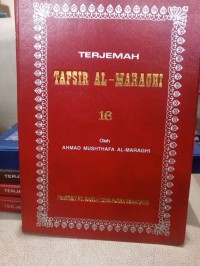 TERJEMAH
TAFSIR AL-MARAGHI
16
Oleh
AHMAD MUSHTHAFA AL-MARAGHI